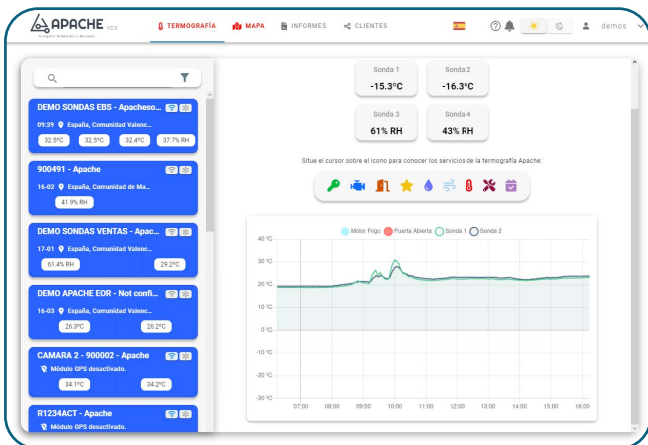 APACHE V2.0
TERMOGRAFÍA
MAPA
INFORMES
CLIENTES
demos
DEMO SONDAS EBS - Apacheso...
09:39 España, Comunidad Valenc...
32.5ºC 32.5ºC 32.4ºC 37.7% RH
900491 - Apache
16-02 España, Comunidad de Ma...
41.9% RH
DEMO SONDAS VENTAS - Apac...
17-01 España, Comunidad Valenc...
61.4% RH 29.2ºC
DEMO APACHE EOR - Not confi...
16-03 España, Comunidad Valenc...
26.3ºC 26.2ºC
CAMARA 2 - 900002 - Apache
Módulo GPS desactivado.
34.1ºC 34.2ºC
R1234ACT - Apache
Módulo GPS desactivado.
Sonda 1 Sonda 2
-15.3ºC -16.3ºC
Sonda 3 Sonda 4
61% RH 43% RH
Situe el cursor sobre el icono para conocer los servicios de la termografía Apache:
Motor Frigo Puerta Abierta Sonda 1 Sonda 2
40 ºC
30 ºC
20 ºC
10 ºC
0 ºC
-10 ºC
-20 ºC
-30 ºC
07:00 08:00 09:00 10:00 11:00 12:00 13:00 14:00 15:00 16:00